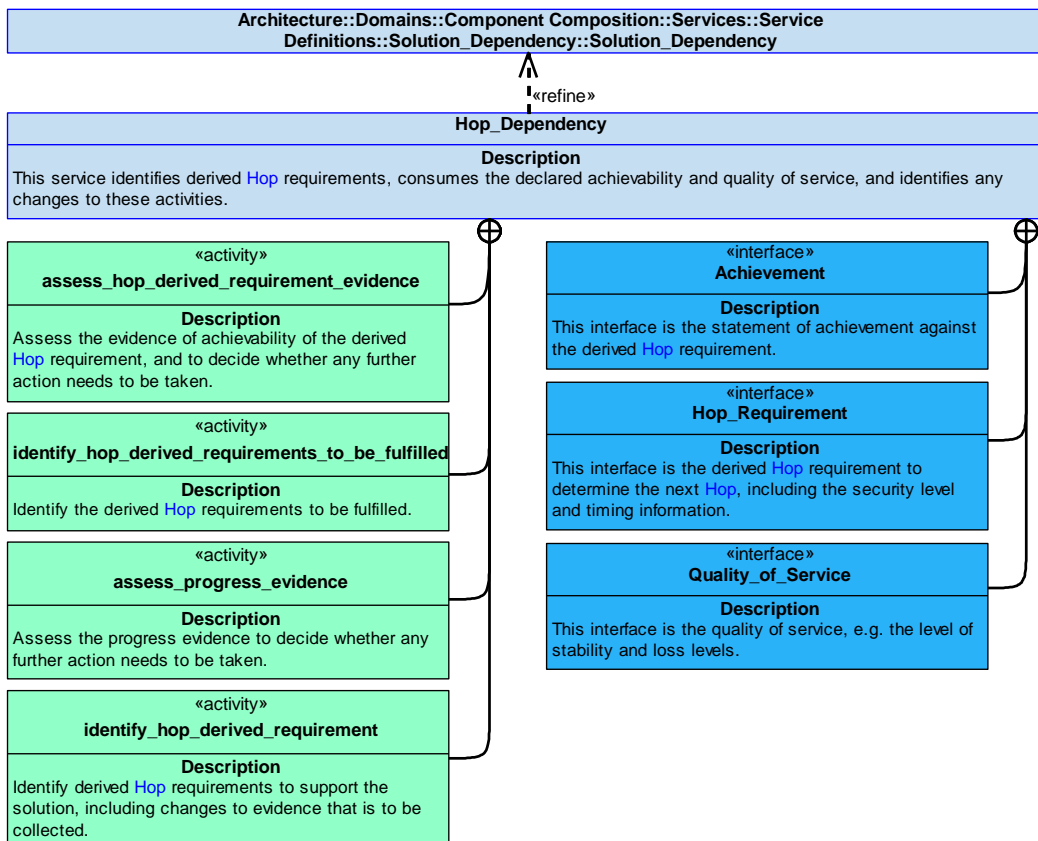 Architecture::Domains::Component Composition::Services::Service
Definitions::Solution_Dependency::Solution_Dependency
«refine»
Hop_Dependency
Description
This service identifies derived Hop requirements, consumes the declared achievability and quality of service, and identifies any
changes to these activities.
«activity»
assess_hop_derived_requirement_evidence
Description
Assess the evidence of achievability of the derived
Hop requirement, and to decide whether any further
action needs to be taken.
«activity»
identify_hop_derived_requirements_to_be_fulfilled
Description
Identify the derived Hop requirements to be fulfilled.
«activity»
assess_progress_evidence
Description
Assess the progress evidence to decide whether any
further action needs to be taken.
«activity»
identify_hop_derived_requirement
Description
Identify derived Hop requirements to support the
solution, including changes to evidence that is to be
collected.
«interface»
Achievement
Description
This interface is the statement of achievement against
the derived Hop requirement.
«interface»
Hop_Requirement
Description
This interface is the derived Hop requirement to
determine the next Hop, including the security level
and timing information.
«interface»
Quality_of_Service
Description
This interface is the quality of service, e.g. the level of
stability and loss levels.